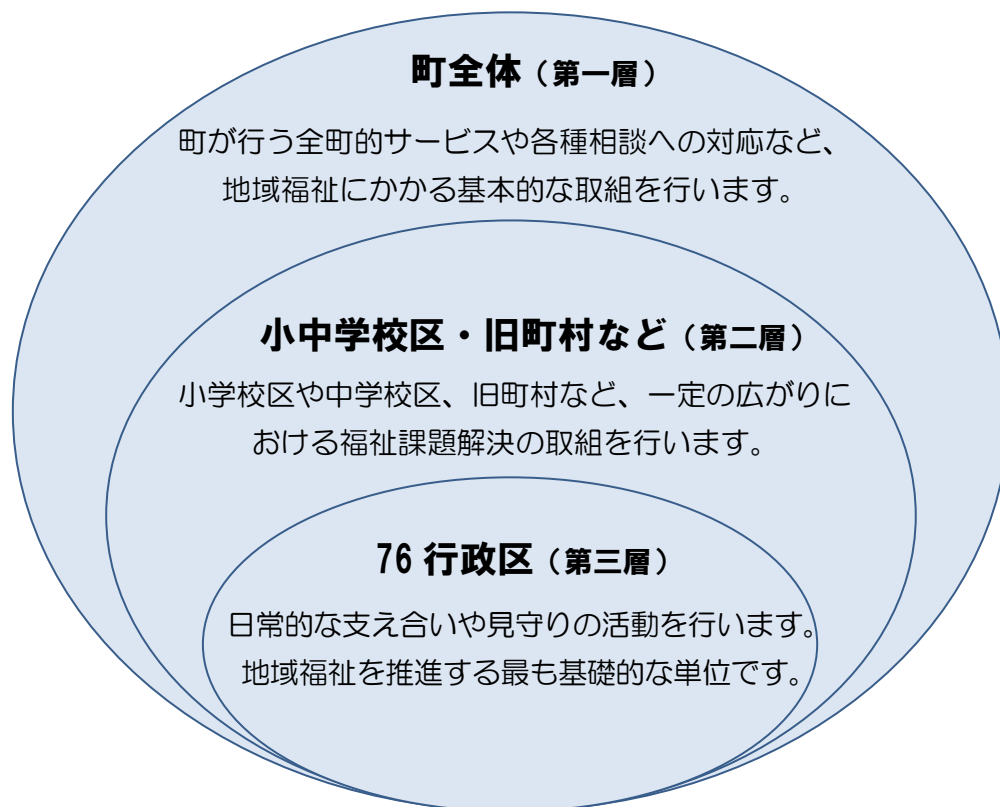 町全体（第一層）
町が行う全町的サービスや各種相談への対応など、
地域福祉にかかる基本的な取組を行います。
小中学校区・旧町村など（第二層）
小学校区や中学校区、旧町村など、一定の広がりに
おける福祉課題解決の取組を行います。
76 行政区（第三層）
日常的な支え合いや見守りの活動を行います。
地域福祉を推進する最も基礎的な単位です。